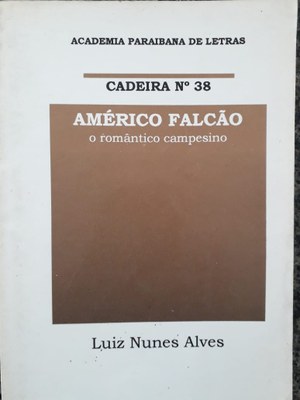 ACADEMIA PARAIBANA DE LETRAS
CADEIRA Nº 38
AMÉRICO FALCÃO
o romântico campesino
Luiz Nunes Alves